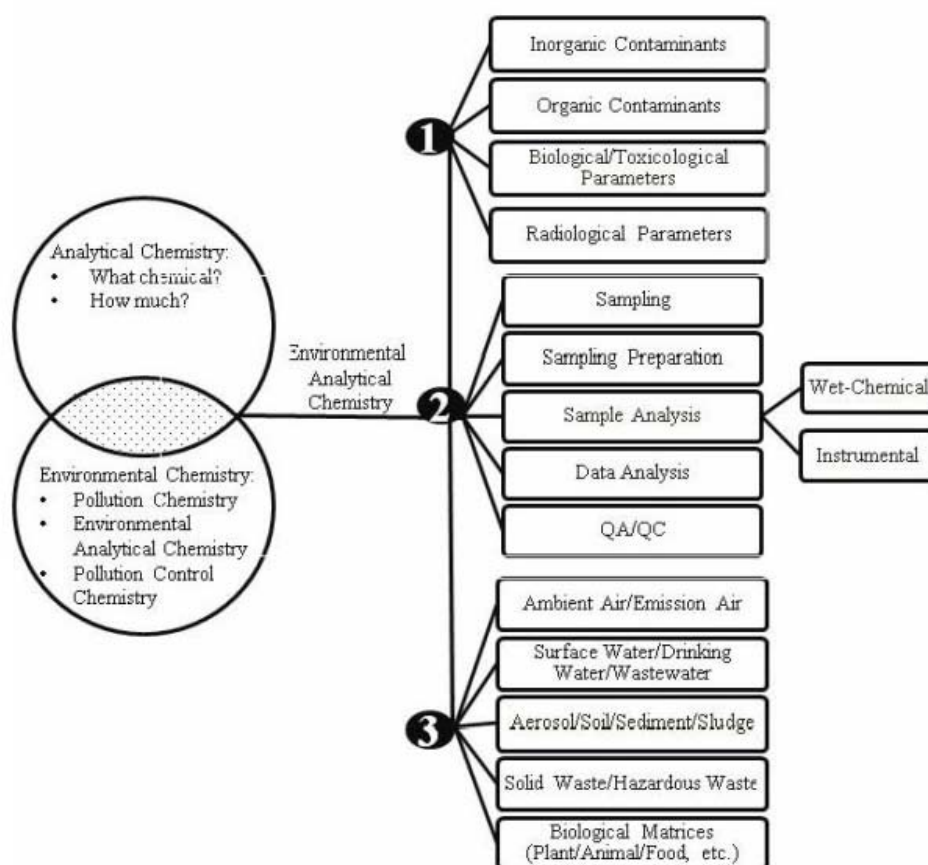 Inorganic Contaminants
Organic Contaminants
1
Biological/Toxicological
Parameters
Radiological Parameters
Analytical Chemistry:
• What chemical?
• How much?
Sampling
Environmental
Analytical
Chemistry
Sampling Preparation
Wet-Chemical
2
Sample Analysis
Instrumental
Data Analysis
QA/QC
Environmental Chemistry:
• Pollution Chemistry
• Environmental
Analytical Chemistry
• Pollution Control
Chemistry
Ambient Air/Emission Air
Surface Water/Drinking
Water/Wastewater
3
Aerosol/Soil/Sediment/Sludge
Solid Waste/Hazardous Waste
Biological Matrices
(Plant/Animal/Food, etc.)